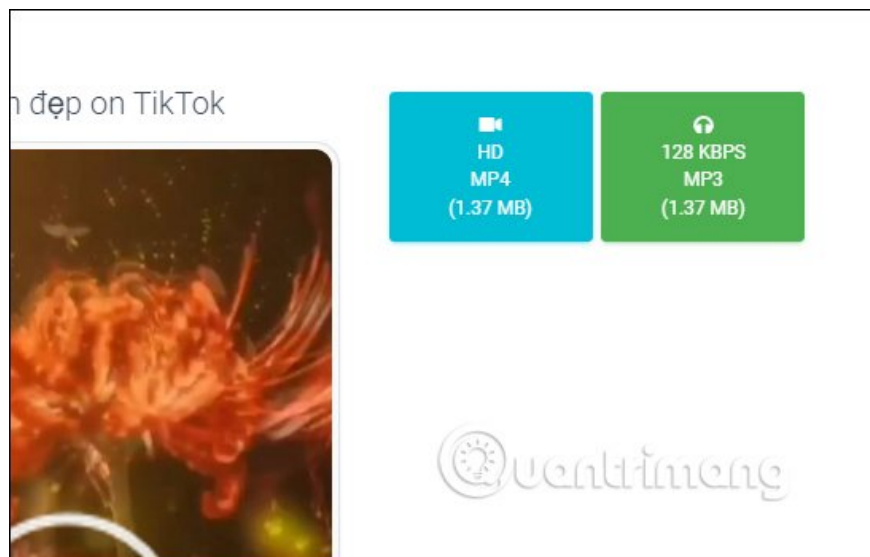 n đẹp on TikTok
HD
MP4
(1.37 MB)
128 KBPS
MP3
(1.37 MB)
Quantrimang